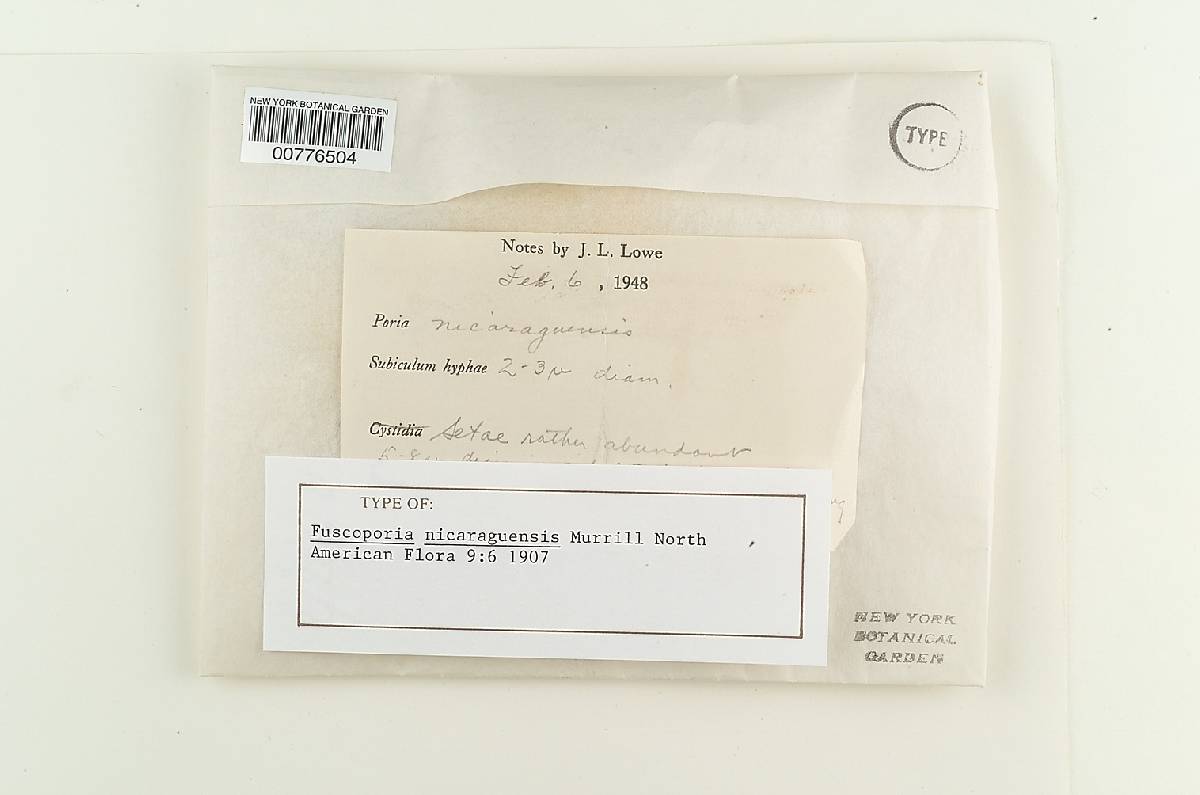 NEW YORK BOTANICAL GARDEN
00776504
TYPE
Notes by J. L. Lowe
Feb. 6, 1948
Poria nicaraguensis
Subiculum hyphae 2-3µ diam.
Cystidia Setae rather abundant
TYPE OF:
Fuscoporia nicaraguensis Murrill North
American Flora 9:6 1907
NEW YORK
BOTANICAL
GARDEN